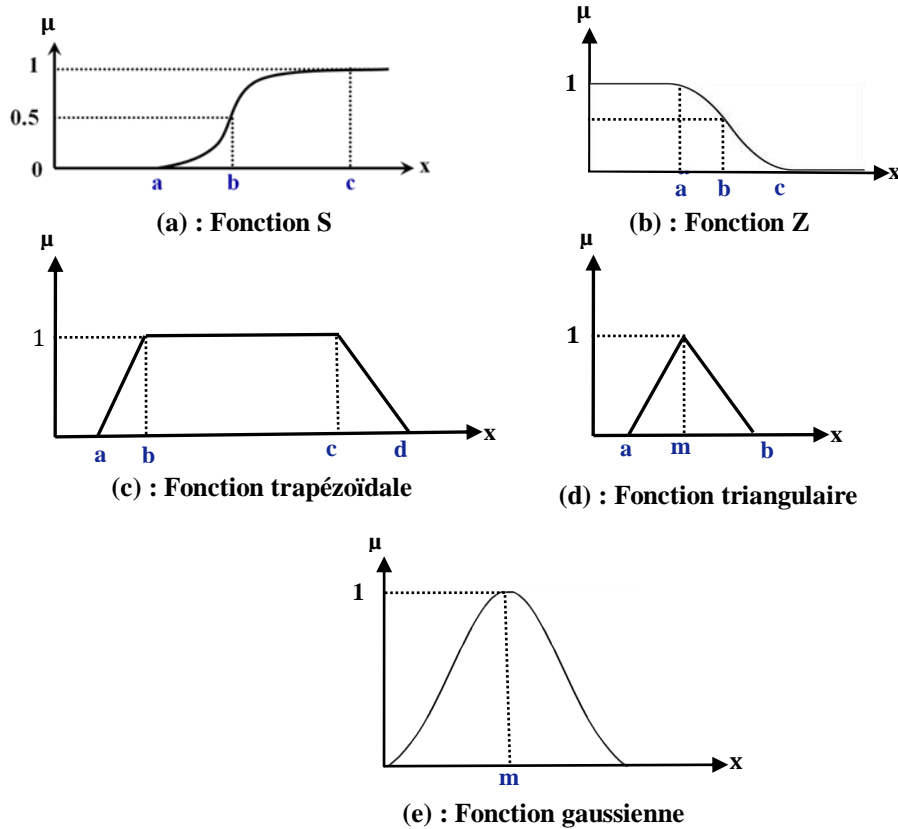 μ
1
0.5
0
a b c
x
(a) : Fonction S
μ
1
a b c
x
(b) : Fonction Z
μ
1
a b c d
x
(c) : Fonction trapézoïdale
μ
1
a m b
x
(d) : Fonction triangulaire
μ
1
m
x
(e) : Fonction gaussienne